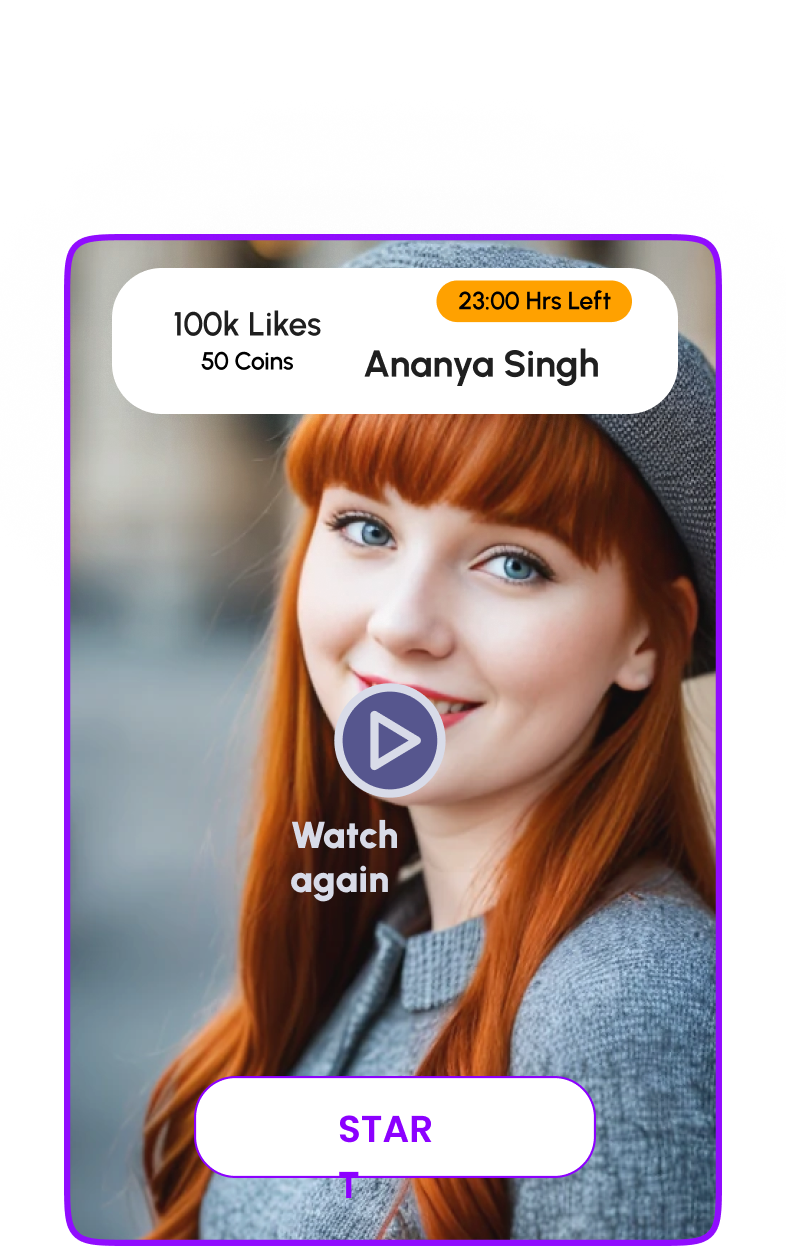 23:00 Hrs Left
100k Likes
50 Coins
Ananya Singh
Watch
again
STAR
T